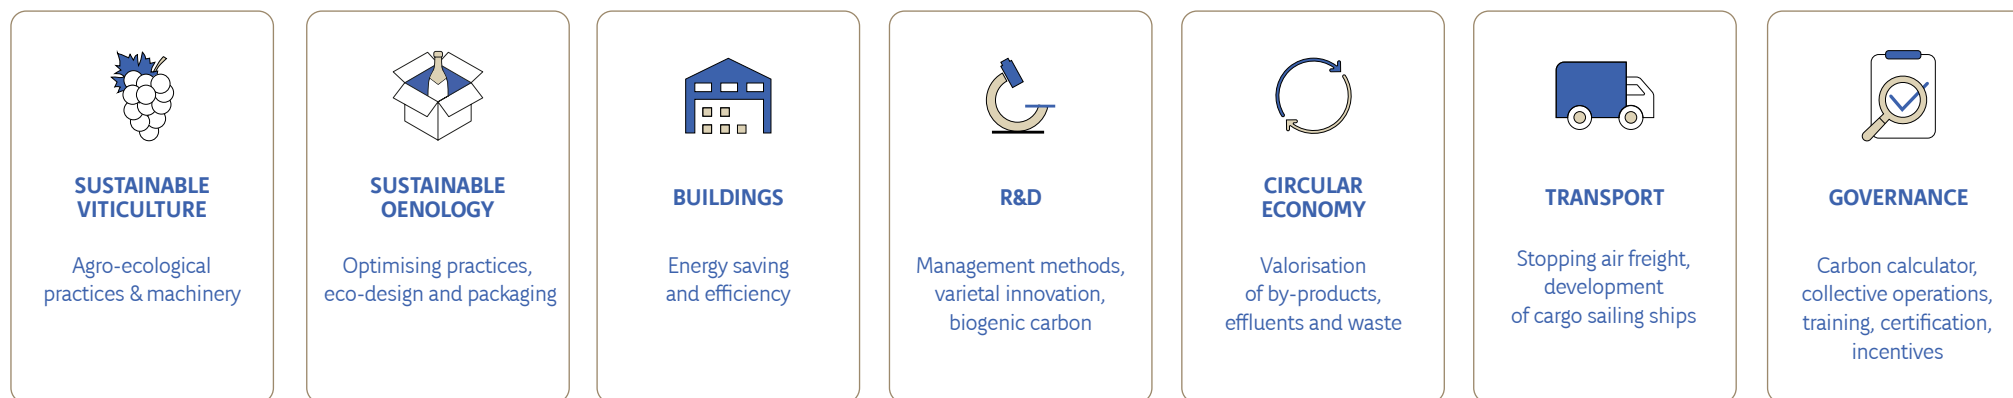 SUSTAINABLE
VITICULTURE
Agro-ecological
practices & machinery
SUSTAINABLE
OENOLOGY
Optimising practices,
eco-design and packaging
BUILDINGS
Energy saving
and efficiency
R&D
Management methods,
varietal innovation,
biogenic carbon
CIRCULAR
ECONOMY
Valorisation
of by-products,
effluents and waste
TRANSPORT
Stopping air freight,
development
of cargo sailing ships
GOVERNANCE
Carbon calculator,
collective operations,
training, certification,
incentives